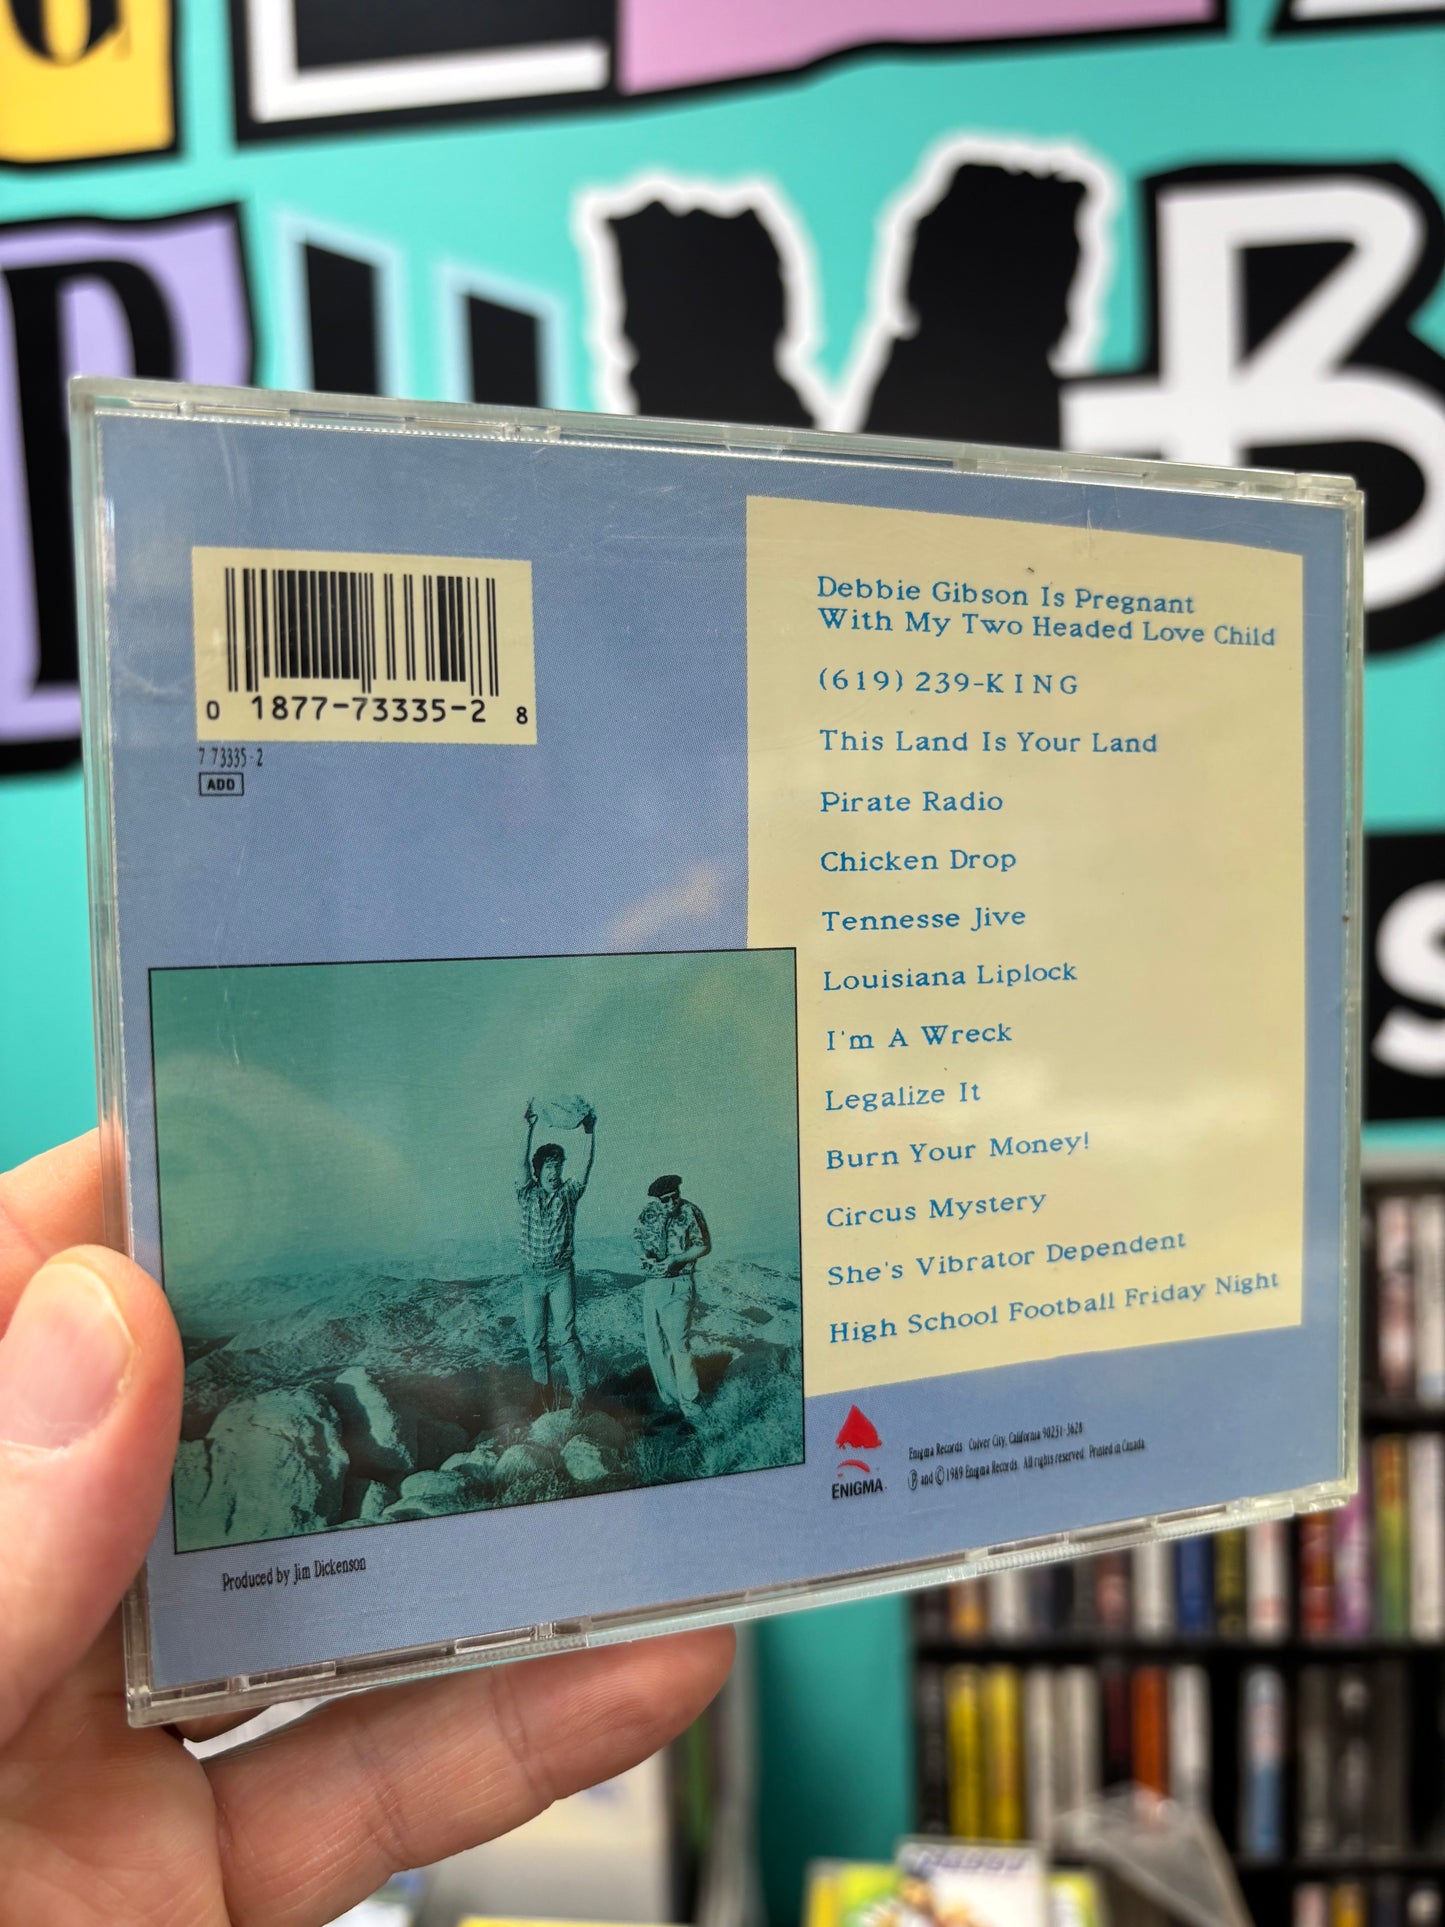 0 1877-73335-2 8
7 73335-2
ADD
Debbie Gibson Is Pregnant
With My Two Headed Love Child
(619) 239-KING
This Land Is Your Land
Pirate Radio
Chicken Drop
Tennesse Jive
Louisiana Liplock
I'm A Wreck
Legalize It
Burn Your Money!
Circus Mystery
She's Vibrator Dependent
High School Football Friday Night
ENIGMA
Enigma Records Culver City, California 90231-3628
℗ and © 1989 Enigma Records. All rights reserved. Printed in Canada
Produced by Jim Dickenson